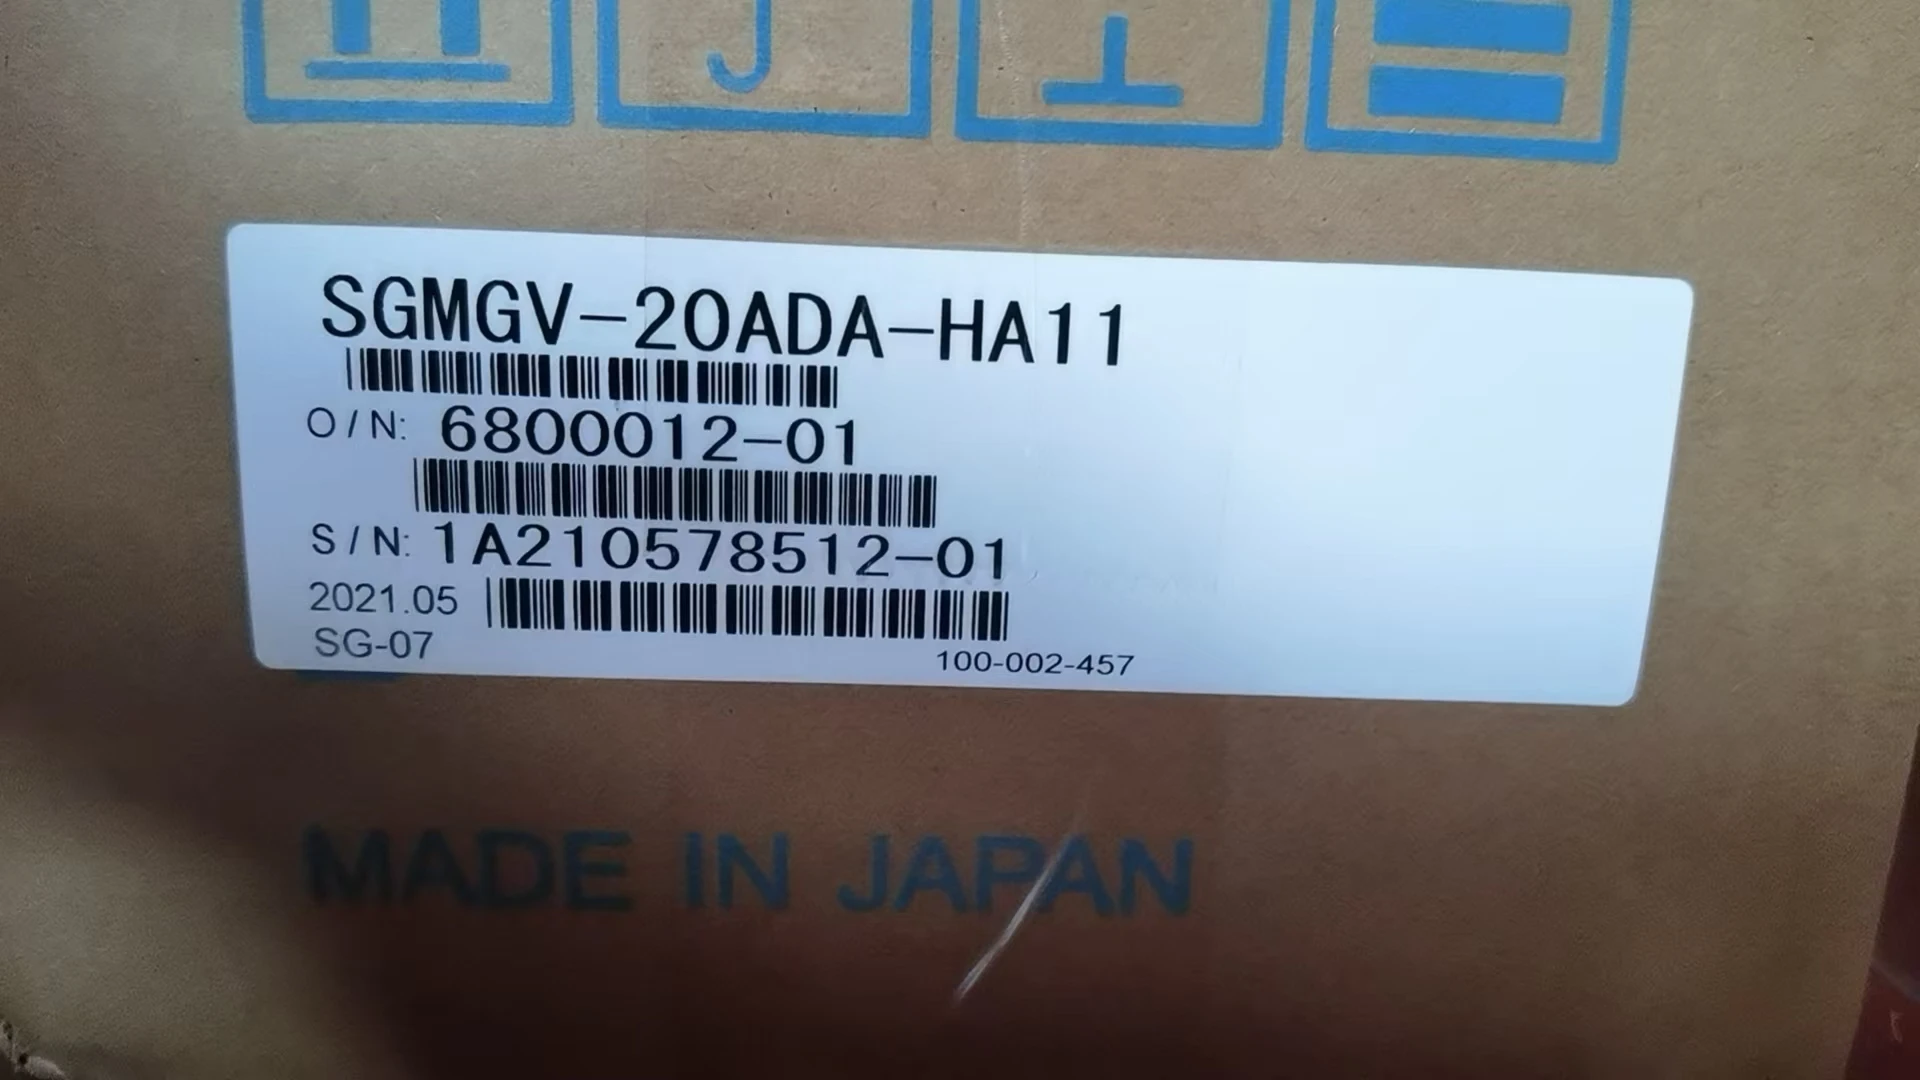 SGMGV-20ADA-HA11
O/N: 6800012-01
S/N: 1A210578512-01
2021.05
SG-07
100-002-457
MADE IN JAPAN